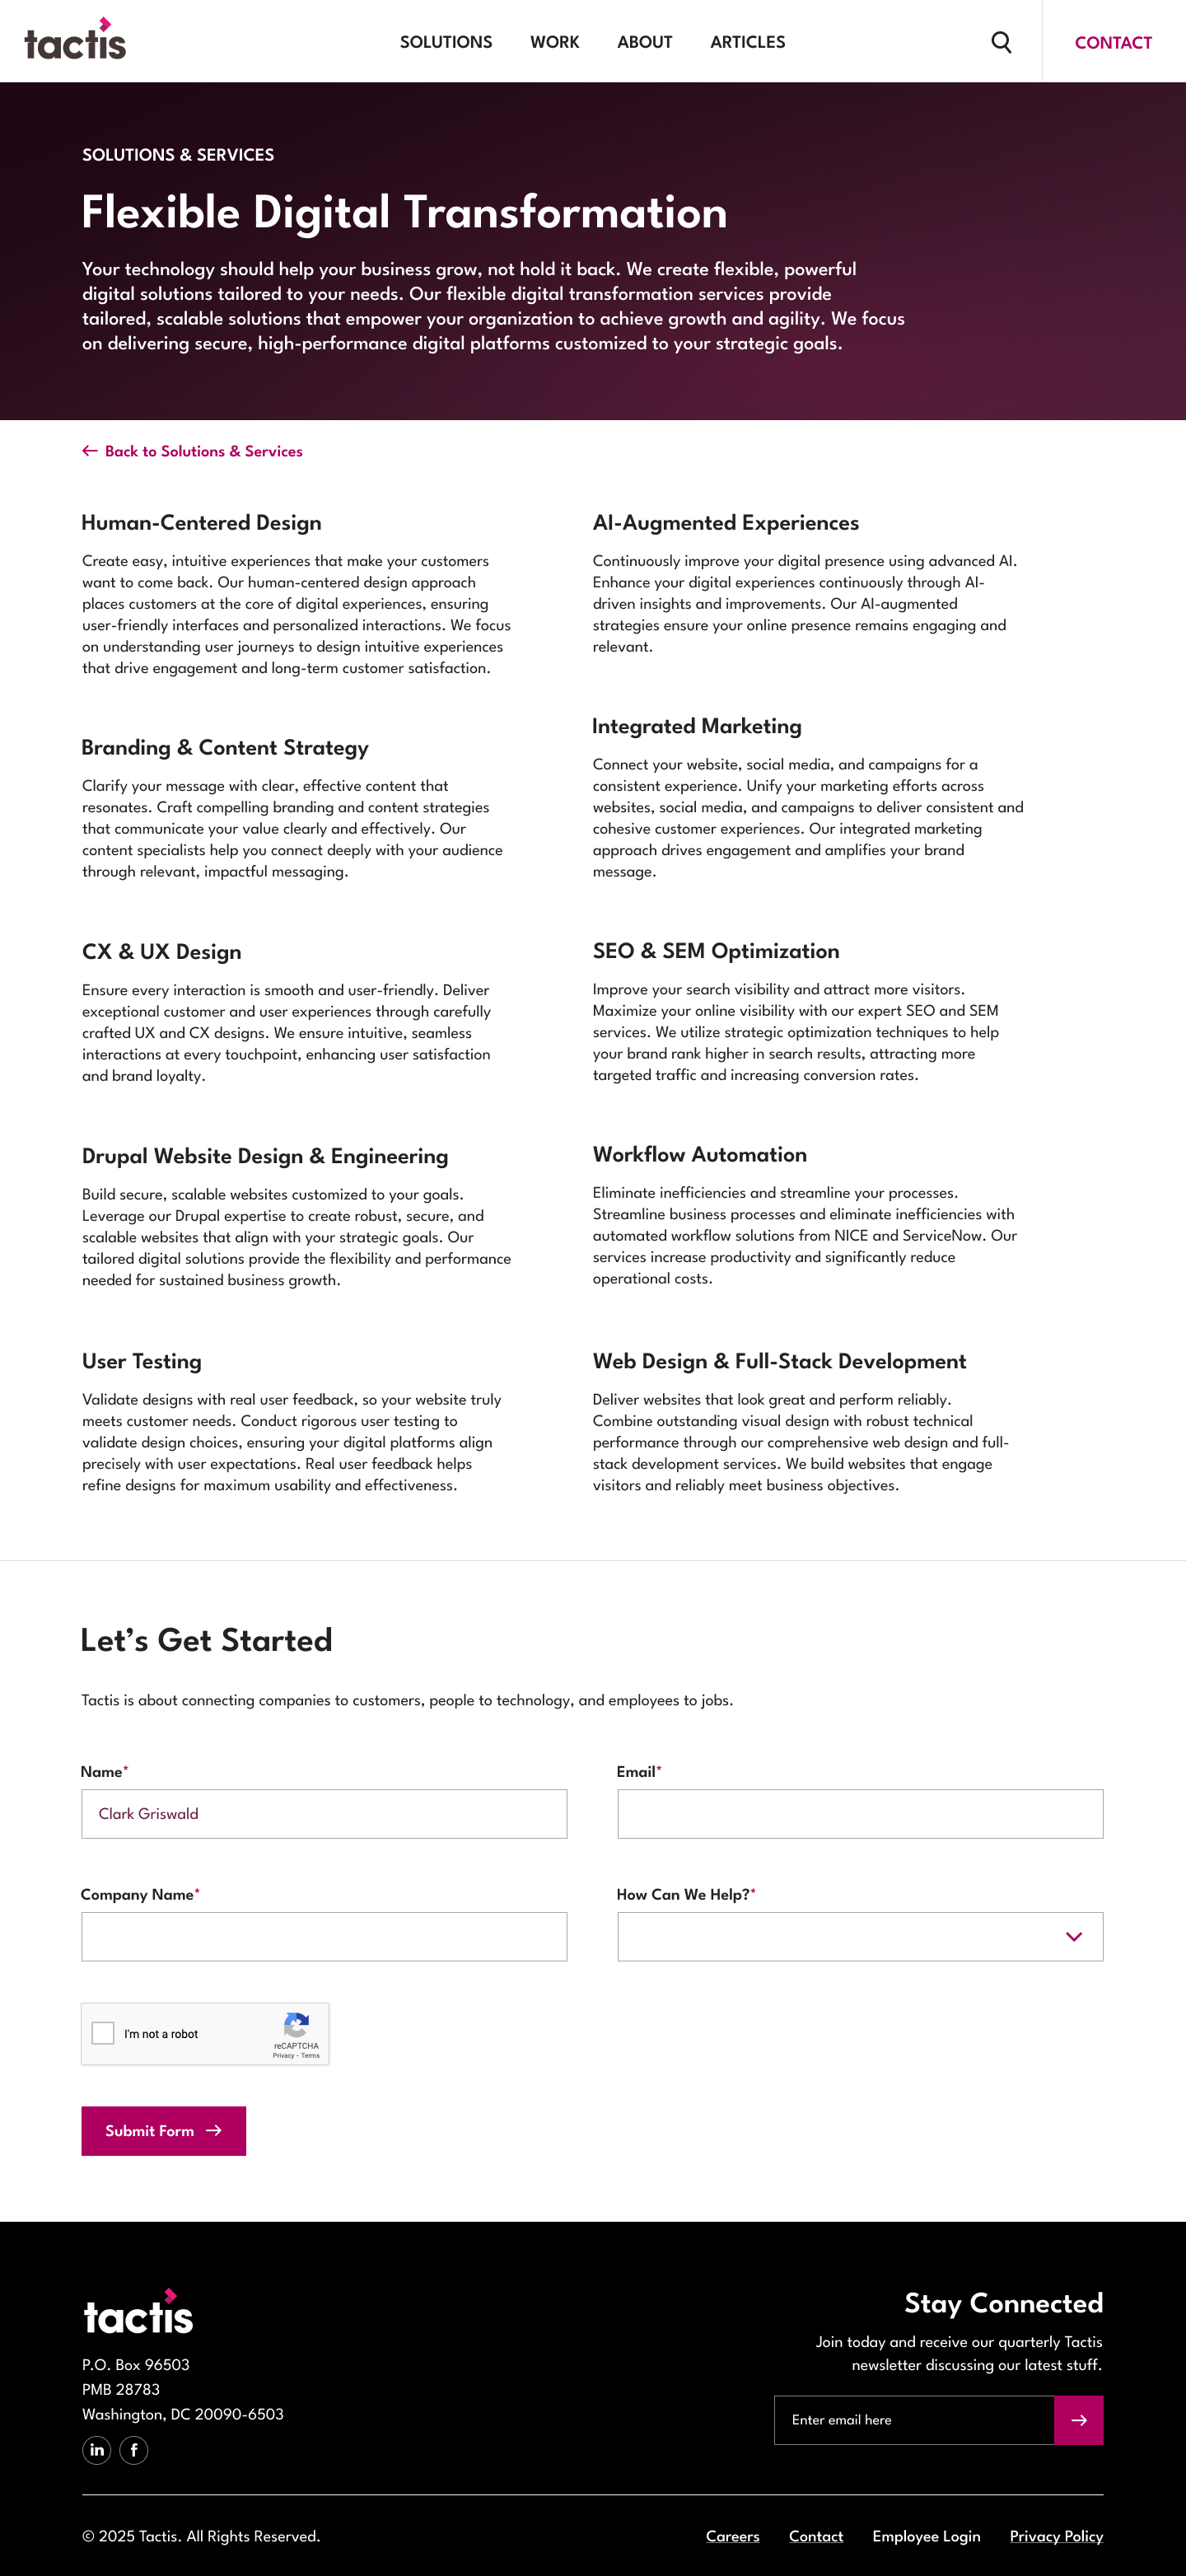 tactis
SOLUTIONS
WORK
ABOUT
ARTICLES
CONTACT
SOLUTIONS & SERVICES
Flexible Digital Transformation
Your technology should help your business grow, not hold it back. We create flexible, powerful
digital solutions tailored to your needs. Our flexible digital transformation services provide
tailored, scalable solutions that empower your organization to achieve growth and agility. We focus
on delivering secure, high-performance digital platforms customized to your strategic goals.
Back to Solutions & Services
Human-Centered Design
Create easy, intuitive experiences that make your customers
want to come back. Our human-centered design approach
places customers at the core of digital experiences, ensuring
user-friendly interfaces and personalized interactions. We focus
on understanding user journeys to design intuitive experiences
that drive engagement and long-term customer satisfaction.
Branding & Content Strategy
Clarify your message with clear, effective content that
resonates. Craft compelling branding and content strategies
that communicate your value clearly and effectively. Our
content specialists help you connect deeply with your audience
through relevant, impactful messaging.
CX & UX Design
Ensure every interaction is smooth and user-friendly. Deliver
exceptional customer and user experiences through carefully
crafted UX and CX designs. We ensure intuitive, seamless
interactions at every touchpoint, enhancing user satisfaction
and brand loyalty.
Drupal Website Design & Engineering
Build secure, scalable websites customized to your goals.
Leverage our Drupal expertise to create robust, secure, and
scalable websites that align with your strategic goals. Our
tailored digital solutions provide the flexibility and performance
needed for sustained business growth.
User Testing
Validate designs with real user feedback, so your website truly
meets customer needs. Conduct rigorous user testing to
validate design choices, ensuring your digital platforms align
precisely with user expectations. Real user feedback helps
refine designs for maximum usability and effectiveness.
AI-Augmented Experiences
Continuously improve your digital presence using advanced AI.
Enhance your digital experiences continuously through AI-
driven insights and improvements. Our AI-augmented
strategies ensure your online presence remains engaging and
relevant.
Integrated Marketing
Connect your website, social media, and campaigns for a
consistent experience. Unify your marketing efforts across
websites, social media, and campaigns to deliver consistent and
cohesive customer experiences. Our integrated marketing
approach drives engagement and amplifies your brand
message.
SEO & SEM Optimization
Improve your search visibility and attract more visitors.
Maximize your online visibility with our expert SEO and SEM
services. We utilize strategic optimization techniques to help
your brand rank higher in search results, attracting more
targeted traffic and increasing conversion rates.
Workflow Automation
Eliminate inefficiencies and streamline your processes.
Streamline business processes and eliminate inefficiencies with
automated workflow solutions from NICE and ServiceNow. Our
services increase productivity and significantly reduce
operational costs.
Web Design & Full-Stack Development
Deliver websites that look great and perform reliably.
Combine outstanding visual design with robust technical
performance through our comprehensive web design and full-
stack development services. We build websites that engage
visitors and reliably meet business objectives.
Let's Get Started
Tactis is about connecting companies to customers, people to technology, and employees to jobs.
Name*
Clark Griswald
Email*
Company Name*
How Can We Help?*
I'm not a robot
reCAPTCHA
Privacy - Terms
Submit Form
tactis
P.O. Box 96503
PMB 28783
Washington, DC 20090-6503
in
f
Stay Connected
Join today and receive our quarterly Tactis
newsletter discussing our latest stuff.
Enter email here
© 2025 Tactis. All Rights Reserved.
Careers
Contact
Employee Login
Privacy Policy